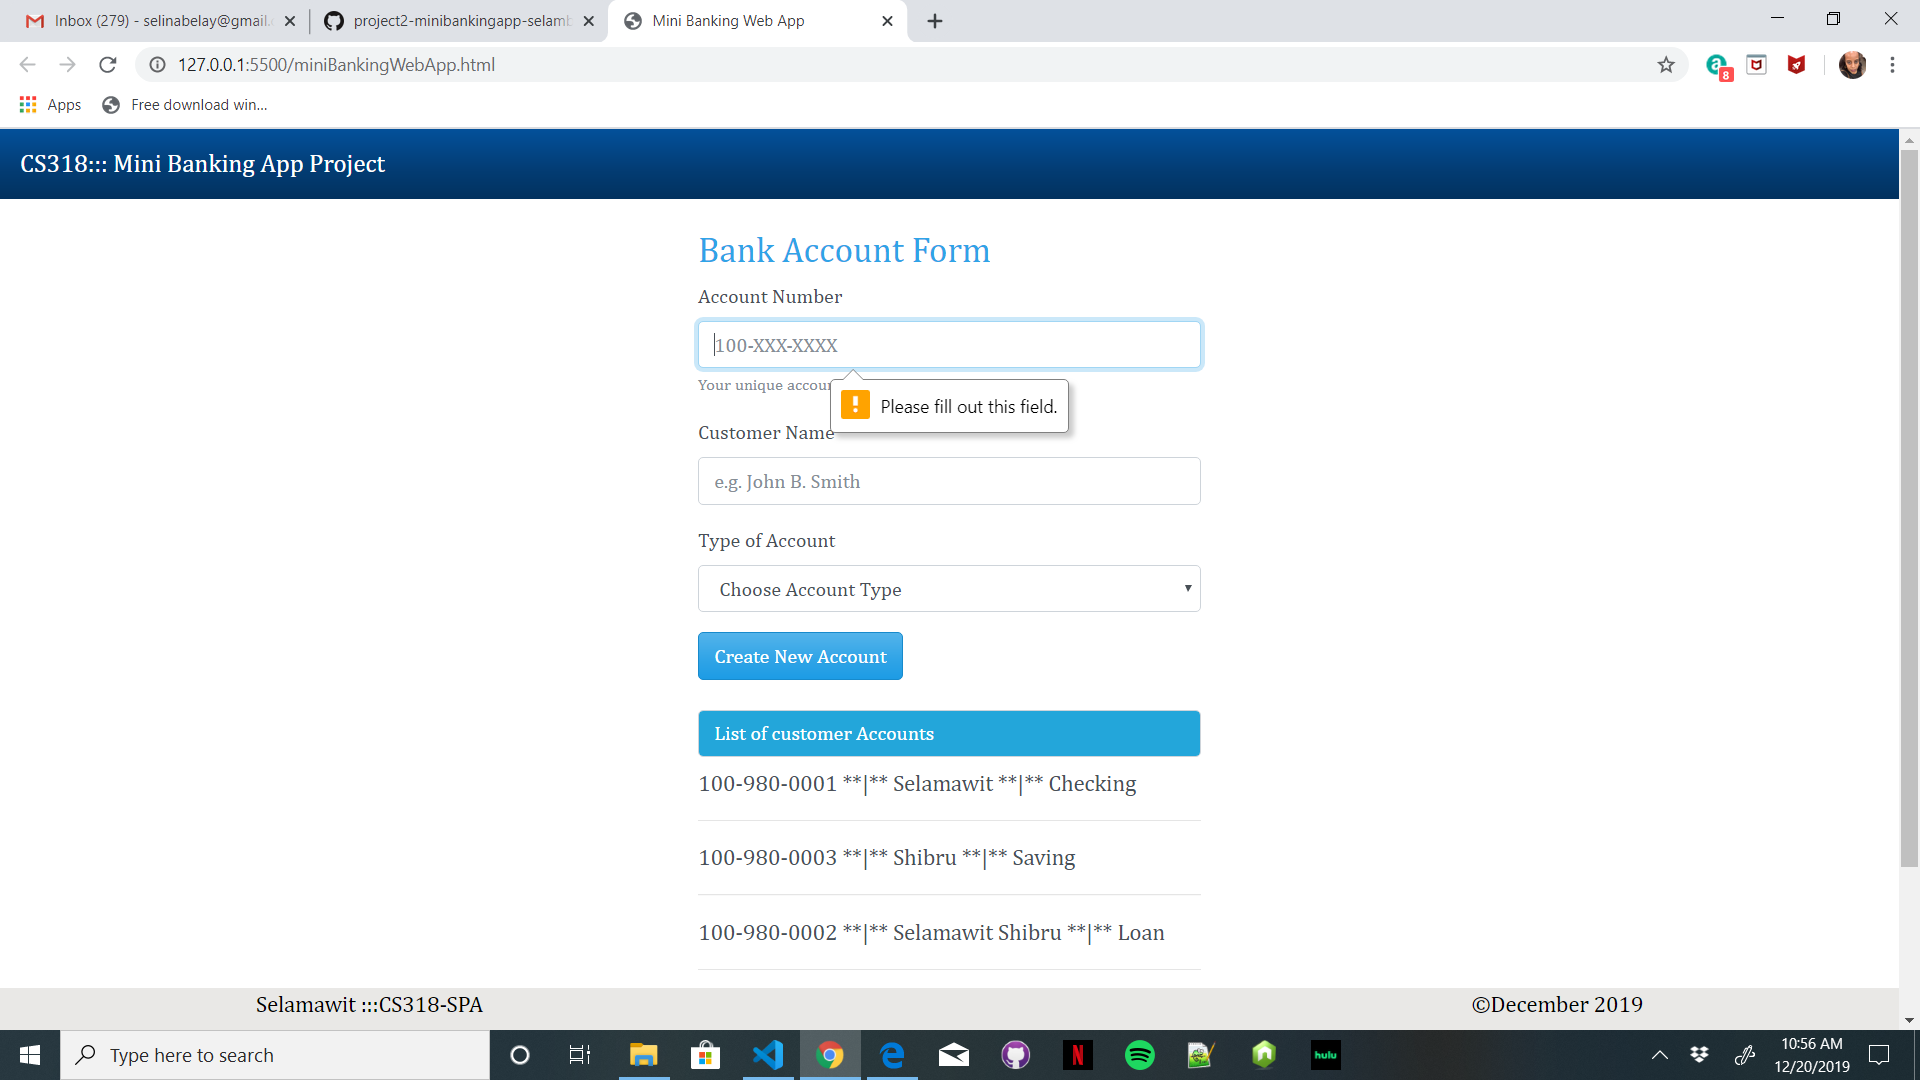 Inbox (279) - selinabelay@gmail.
project2-minibankingapp-selamb
Mini Banking Web App
127.0.0.1:5500/miniBankingWebApp.html
8
Apps
Free download win...
CS318::: Mini Banking App Project
Bank Account Form
Account Number
100-XXX-XXXX
Your unique accou
Please fill out this field.
Customer Name
e.g. John B. Smith
Type of Account
Choose Account Type
Create New Account
List of customer Accounts
100-980-0001 **|** Selamawit **|** Checking
100-980-0003 **|** Shibru **|** Saving
100-980-0002 **|** Selamawit Shibru **|** Loan
Selamawit :::CS318-SPA
©December 2019
Type here to search
hulu
10:56 AM
12/20/2019